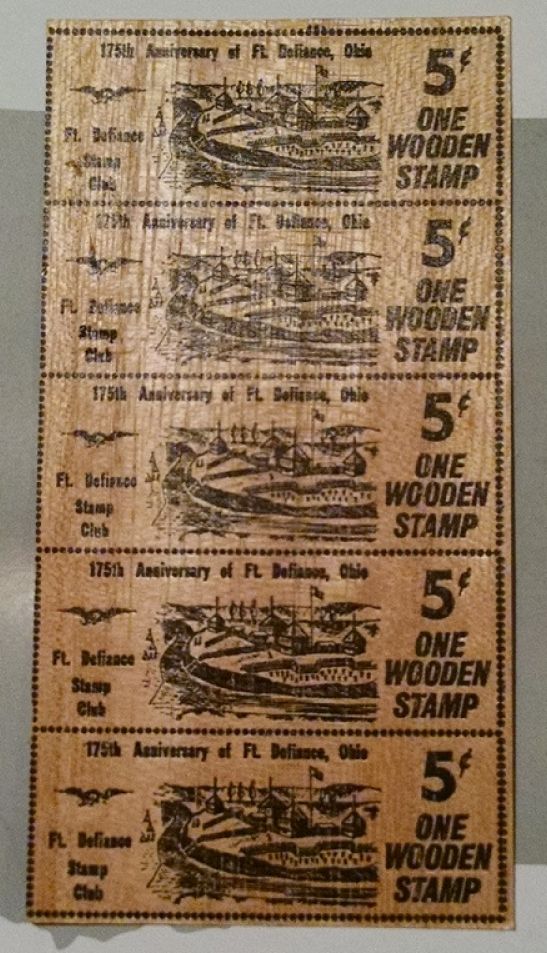 175th Anniversary of Ft. Defiance, Ohio
5¢
Ft. Defiance
Stamp
Club
ONE
WOODEN
STAMP
175th Anniversary of Ft. Defiance, Ohio
5¢
Ft. Defiance
Stamp
Club
ONE
WOODEN
STAMP
175th Anniversary of Ft. Defiance, Ohio
5¢
Ft. Defiance
Stamp
Club
ONE
WOODEN
STAMP
175th Anniversary of Ft. Defiance, Ohio
5¢
Ft. Defiance
Stamp
Club
ONE
WOODEN
STAMP
175th Anniversary of Ft. Defiance, Ohio
5¢
Ft. Defiance
Stamp
Club
ONE
WOODEN
STAMP